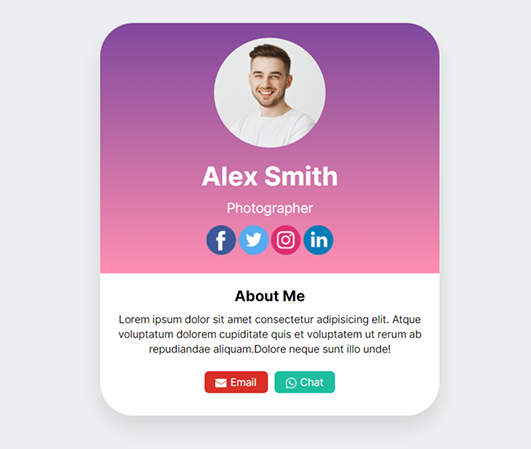 Alex Smith
Photographer
About Me
Lorem ipsum dolor sit amet consectetur adipisicing elit. Atque
voluptatum dolorem cupiditate quis et voluptatem ut rerum ab
repudiandae aliquam.Dolore neque sunt illo unde!
Email
Chat